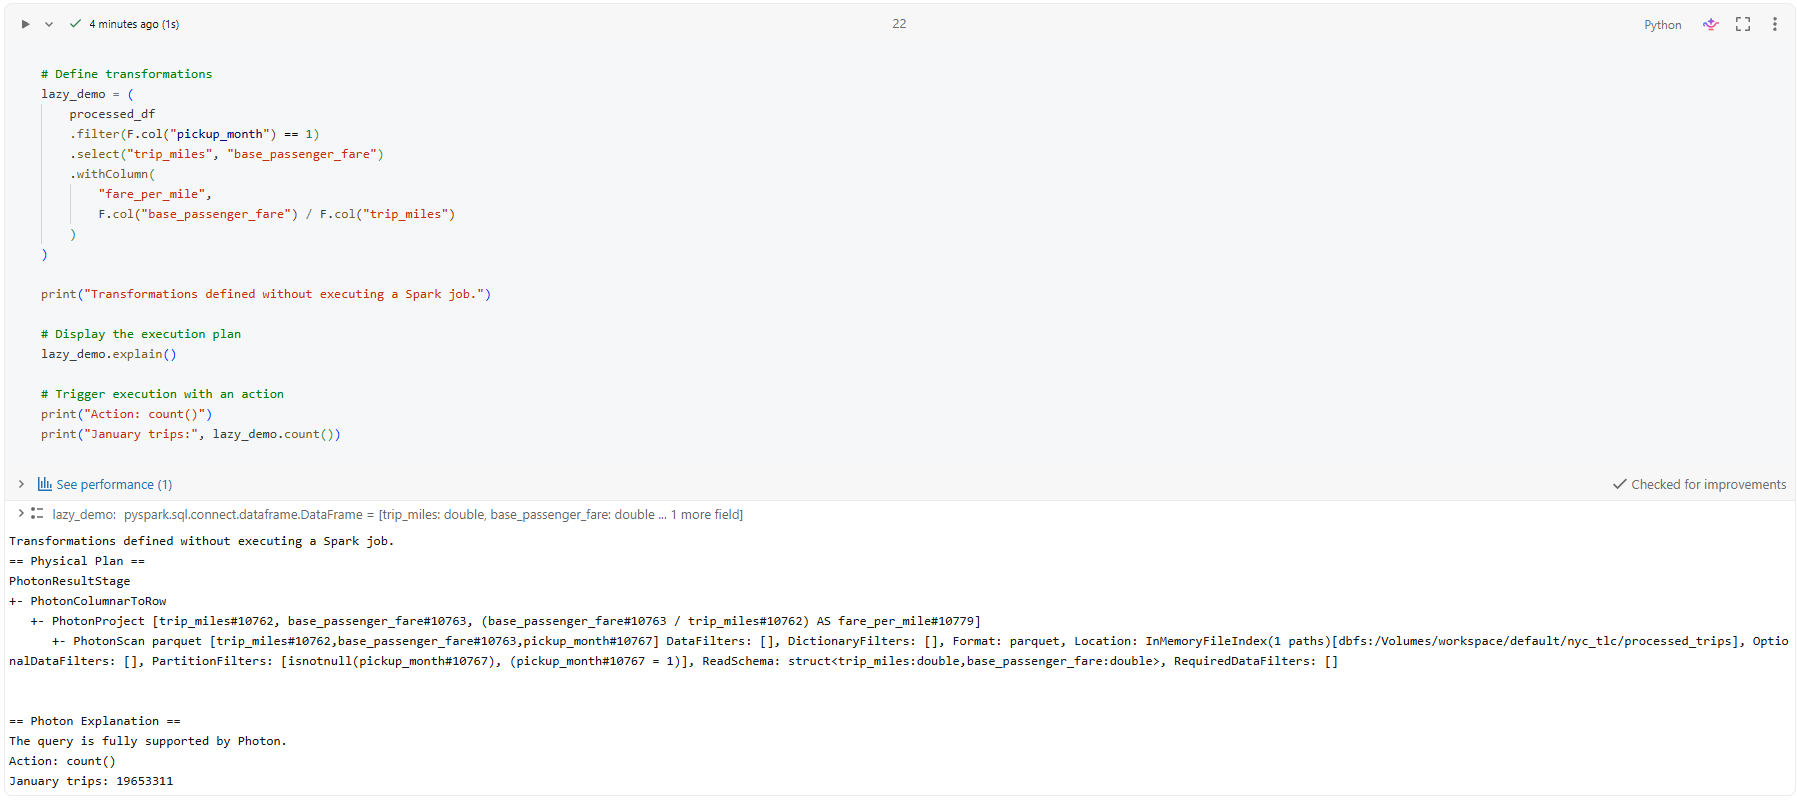 4 minutes ago (1s)
22
Python
# Define transformations
lazy_demo = (
    processed_df
    .filter(F.col("pickup_month") == 1)
    .select("trip_miles", "base_passenger_fare")
    .withColumn(
        "fare_per_mile",
        F.col("base_passenger_fare") / F.col("trip_miles")
    )
)
print("Transformations defined without executing a Spark job.")
# Display the execution plan
lazy_demo.explain()
# Trigger execution with an action
print("Action: count()")
print("January trips:", lazy_demo.count())
See performance (1)
Checked for improvements
lazy_demo: pyspark.sql.connect.dataframe.DataFrame = [trip_miles: double, base_passenger_fare: double ... 1 more field]
Transformations defined without executing a Spark job.
== Physical Plan ==
PhotonResultStage
+- PhotonColumnarToRow
   +- PhotonProject [trip_miles#10762, base_passenger_fare#10763, (base_passenger_fare#10763 / trip_miles#10762) AS fare_per_mile#10779]
      +- PhotonScan parquet [trip_miles#10762,base_passenger_fare#10763,pickup_month#10767] DataFilters: [], DictionaryFilters: [], Format: parquet, Location: InMemoryFileIndex(1 paths)[dbfs:/Volumes/workspace/default/nyc_tlc/processed_trips], Optio
nalDataFilters: [], PartitionFilters: [isnotnull(pickup_month#10767), (pickup_month#10767 = 1)], ReadSchema: struct<trip_miles:double,base_passenger_fare:double>, RequiredDataFilters: []
== Photon Explanation ==
The query is fully supported by Photon.
Action: count()
January trips: 19653311